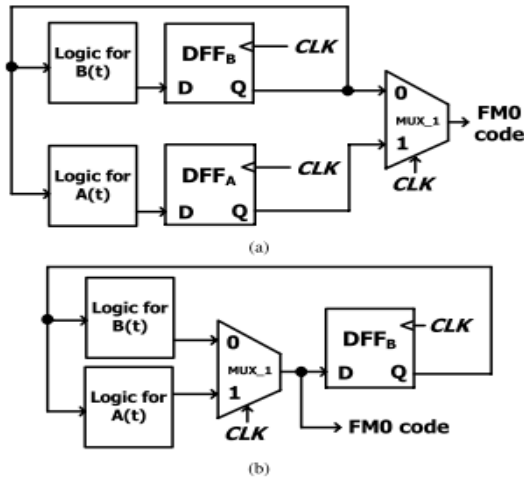 Logic for
B(t)
DFFB
CLK
D Q
0
MUX_1
1
CLK
FM0
code
Logic for
A(t)
DFFA
CLK
D Q
(a)
Logic for
B(t)
0
MUX_1
1
CLK
DFFB
CLK
D Q
Logic for
A(t)
FM0 code
(b)